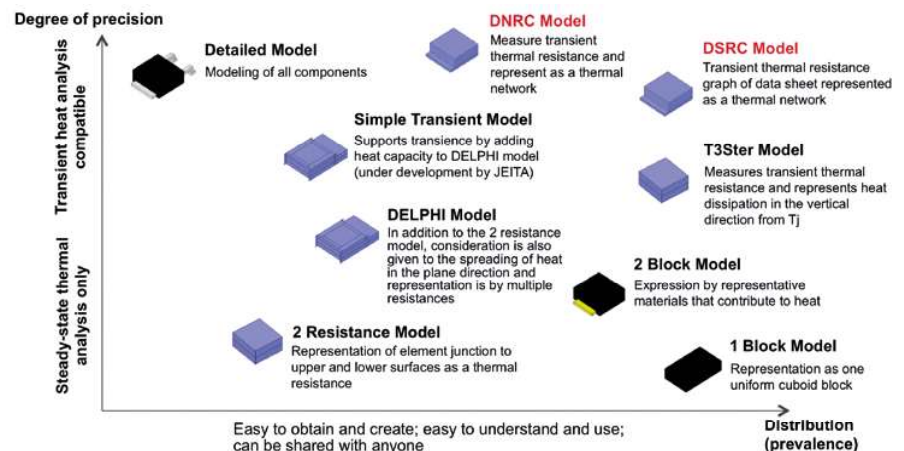 Degree of precision
Transient heat analysis
compatible
Steady-state thermal
analysis only
Detailed Model
Modeling of all components
DNRC Model
Measure transient
thermal resistance and
represent as a thermal
network
DSRC Model
Transient thermal resistance
graph of data sheet represented
as a thermal network
Simple Transient Model
Supports transience by adding
heat capacity to DELPHI model
(under development by JEITA)
T3Ster Model
Measures transient thermal
resistance and represents heat
dissipation in the vertical
direction from Tj
DELPHI Model
In addition to the 2 resistance
model, consideration is also
given to the spreading of heat
in the plane direction and
representation is by multiple
resistances
2 Block Model
Expression by representative
materials that contribute to heat
2 Resistance Model
Representation of element junction to
upper and lower surfaces as a thermal
resistance
1 Block Model
Representation as one
uniform cuboid block
Easy to obtain and create; easy to understand and use;
can be shared with anyone
Distribution
(prevalence)